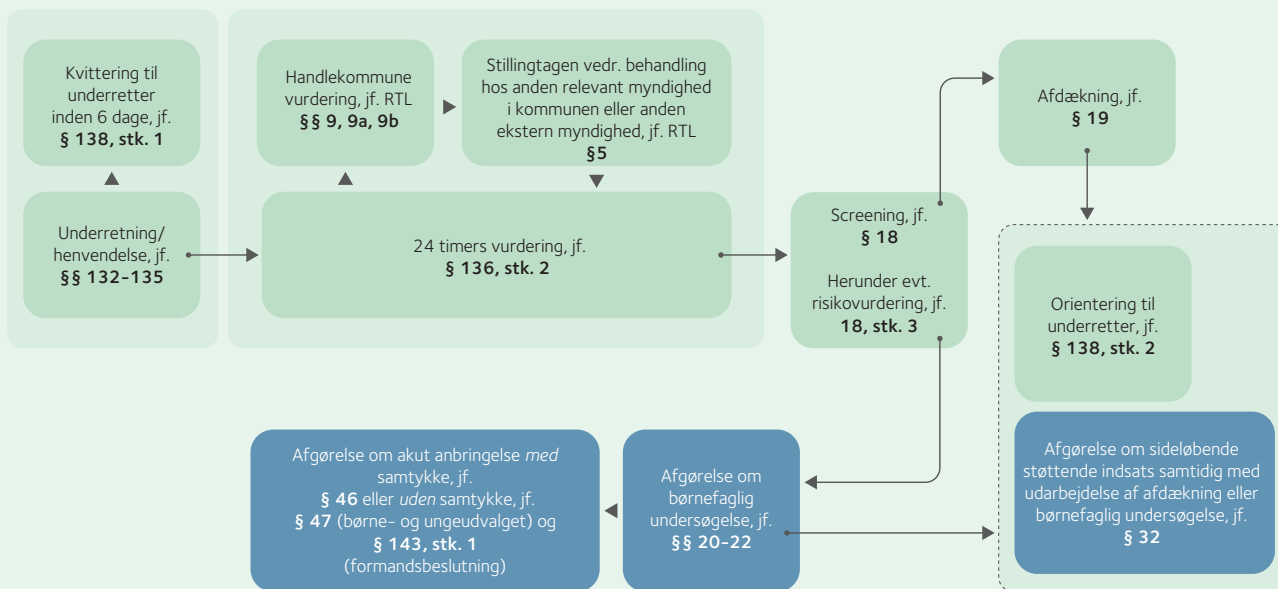 Kvittering til
underretter
inden 6 dage, jf.
§ 138, stk. 1
Underretning/
henvendelse, jf.
§§ 132-135
Handlekommune
vurdering, jf. RTL
§§ 9, 9a, 9b
Stillingtagen vedr. behandling
hos anden relevant myndighed
i kommunen eller anden
ekstern myndighed, jf. RTL
§5
24 timers vurdering, jf.
§ 136, stk. 2
Screening, jf.
§ 18
Herunder evt.
risikovurdering, jf.
18, stk. 3
Afdækning, jf.
§ 19
Orientering til
underretter, jf.
§ 138, stk. 2
Afgørelse om sideløbende
støttende indsats samtidig med
udarbejdelse af afdækning eller
børnefaglig undersøgelse, jf.
§ 32
Afgørelse om
børnefaglig
undersøgelse, jf.
§§ 20-22
Afgørelse om akut anbringelse med
samtykke, jf.
§ 46 eller uden samtykke, jf.
§ 47 (børne- og ungeudvalget) og
§ 143, stk. 1
(formandsbeslutning)